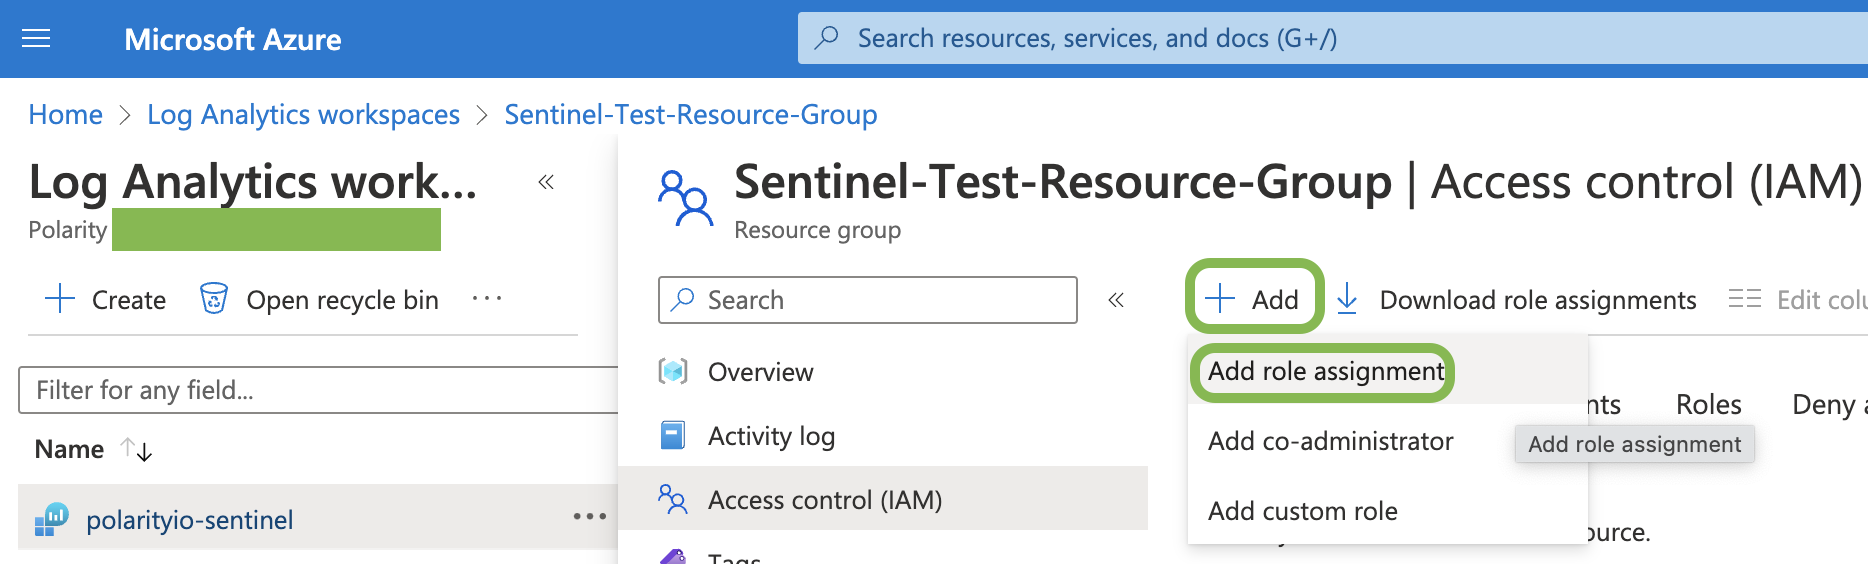 Microsoft Azure
Search resources, services, and docs (G+/)
Home > Log Analytics workspaces > Sentinel-Test-Resource-Group
Log Analytics work...
Polarity
Create
Open recycle bin
Filter for any field...
Name
polarityio-sentinel
Sentinel-Test-Resource-Group | Access control (IAM)
Resource group
Search
Overview
Activity log
Access control (IAM)
Tags
Add
Download role assignments
Edit colu
Add role assignment
Add co-administrator
Add custom role
nts
Roles
Deny a
Add role assignment
ource.